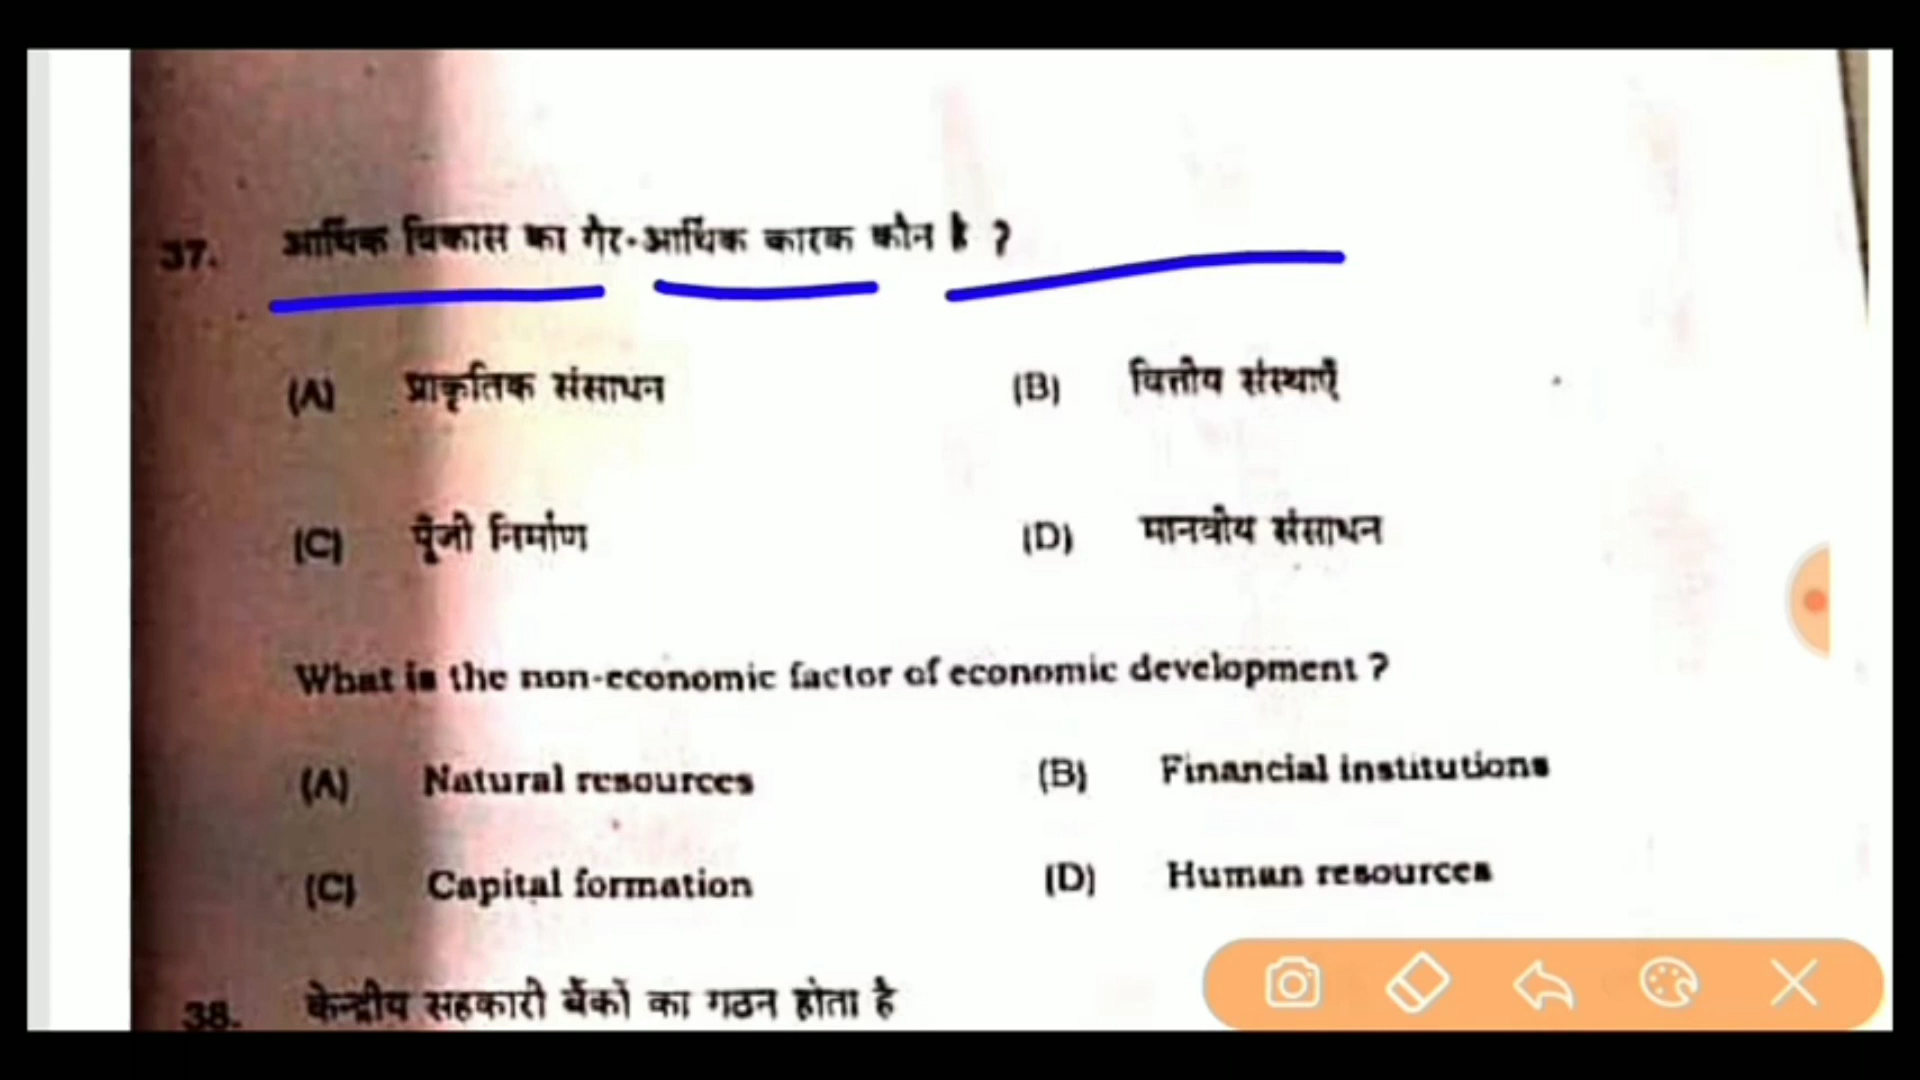 37. आर्थिक विकास का गैर-आर्थिक कारक कौन है ?
(A) प्राकृतिक संसाधन (B) वित्तीय संस्थाएँ
(C) पूँजी निर्माण (D) मानवीय संसाधन
What is the non-economic factor of economic development ?
(A) Natural resources (B) Financial institutions
(C) Capital formation (D) Human resources
38. केन्द्रीय सहकारी बैंकों का गठन होता है